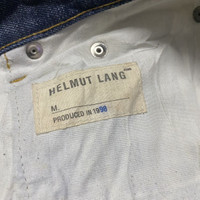 HELMUT LANG
M.
PRODUCED IN 1998